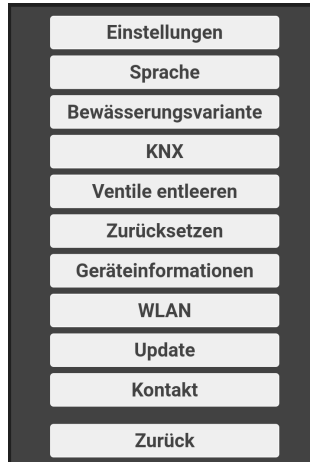 Einstellungen
Sprache
Bewässerungsvariante
KNX
Ventile entleeren
Zurücksetzen
Geräteinformationen
WLAN
Update
Kontakt
Zurück